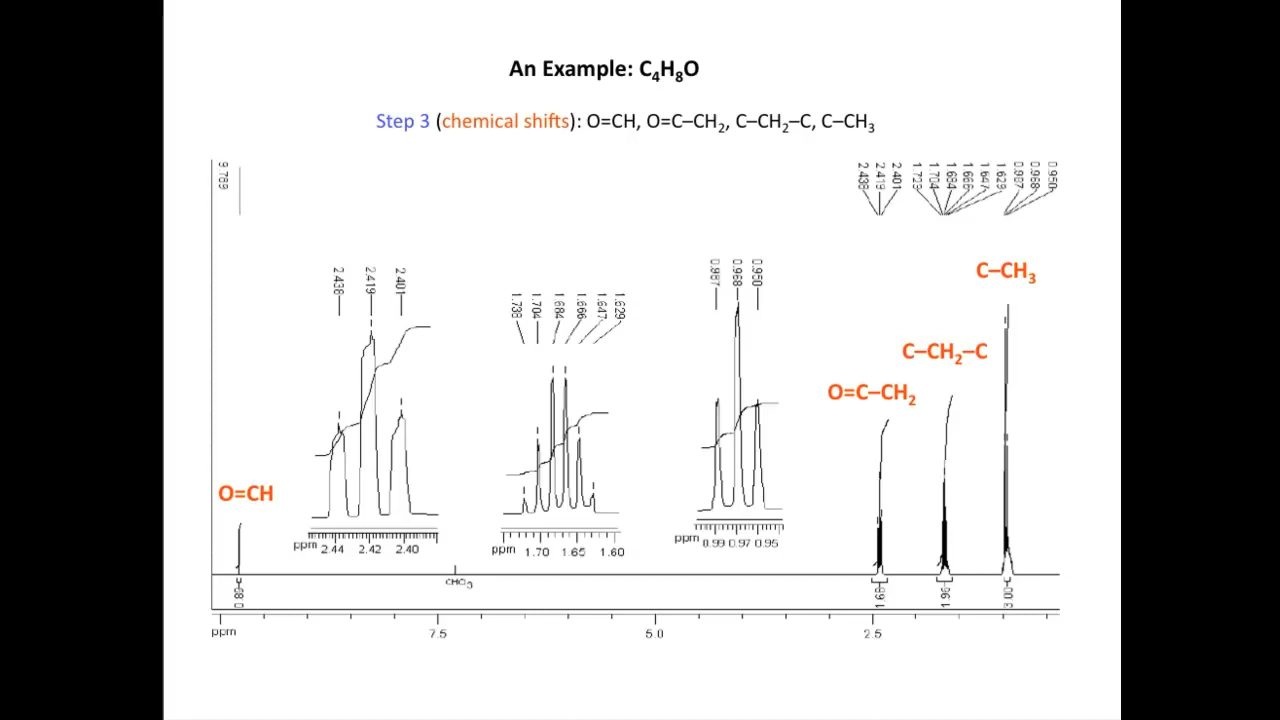 An Example: C₄H₈O
Step 3 (chemical shifts): O=CH, O=C–CH₂, C–CH₂–C, C–CH₃
9.789
2.438
2.419
2.401
1.723
1.704
1.684
1.666
1.647
1.629
0.987
0.968
0.950
2.438
2.419
2.401
1.738
1.704
1.684
1.666
1.647
1.629
0.987
0.968
0.950
C–CH₃
C–CH₂–C
O=C–CH₂
O=CH
ppm 2.44 2.42 2.40
ppm 1.70 1.65 1.60
ppm 0.99 0.97 0.95
CHCl₃
3.00
ppm 7.5 5.0 2.5